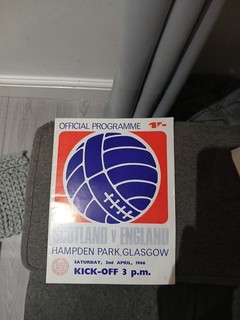 OFFICIAL PROGRAMME 1/-
SCOTLAND v ENGLAND
HAMPDEN PARK, GLASGOW
SATURDAY, 2nd APRIL, 1966
KICK-OFF 3 p.m.